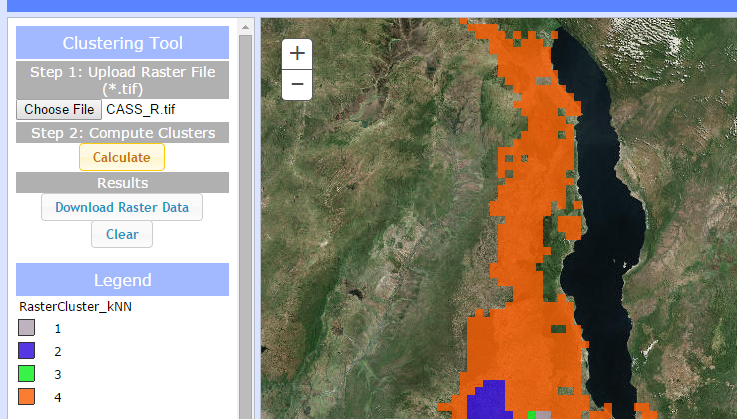 Clustering Tool
Step 1: Upload Raster File
(*.tif)
Choose File CASS_R.tif
Step 2: Compute Clusters
Calculate
Results
Download Raster Data
Clear
Legend
RasterCluster_kNN
1
2
3
4
+
−